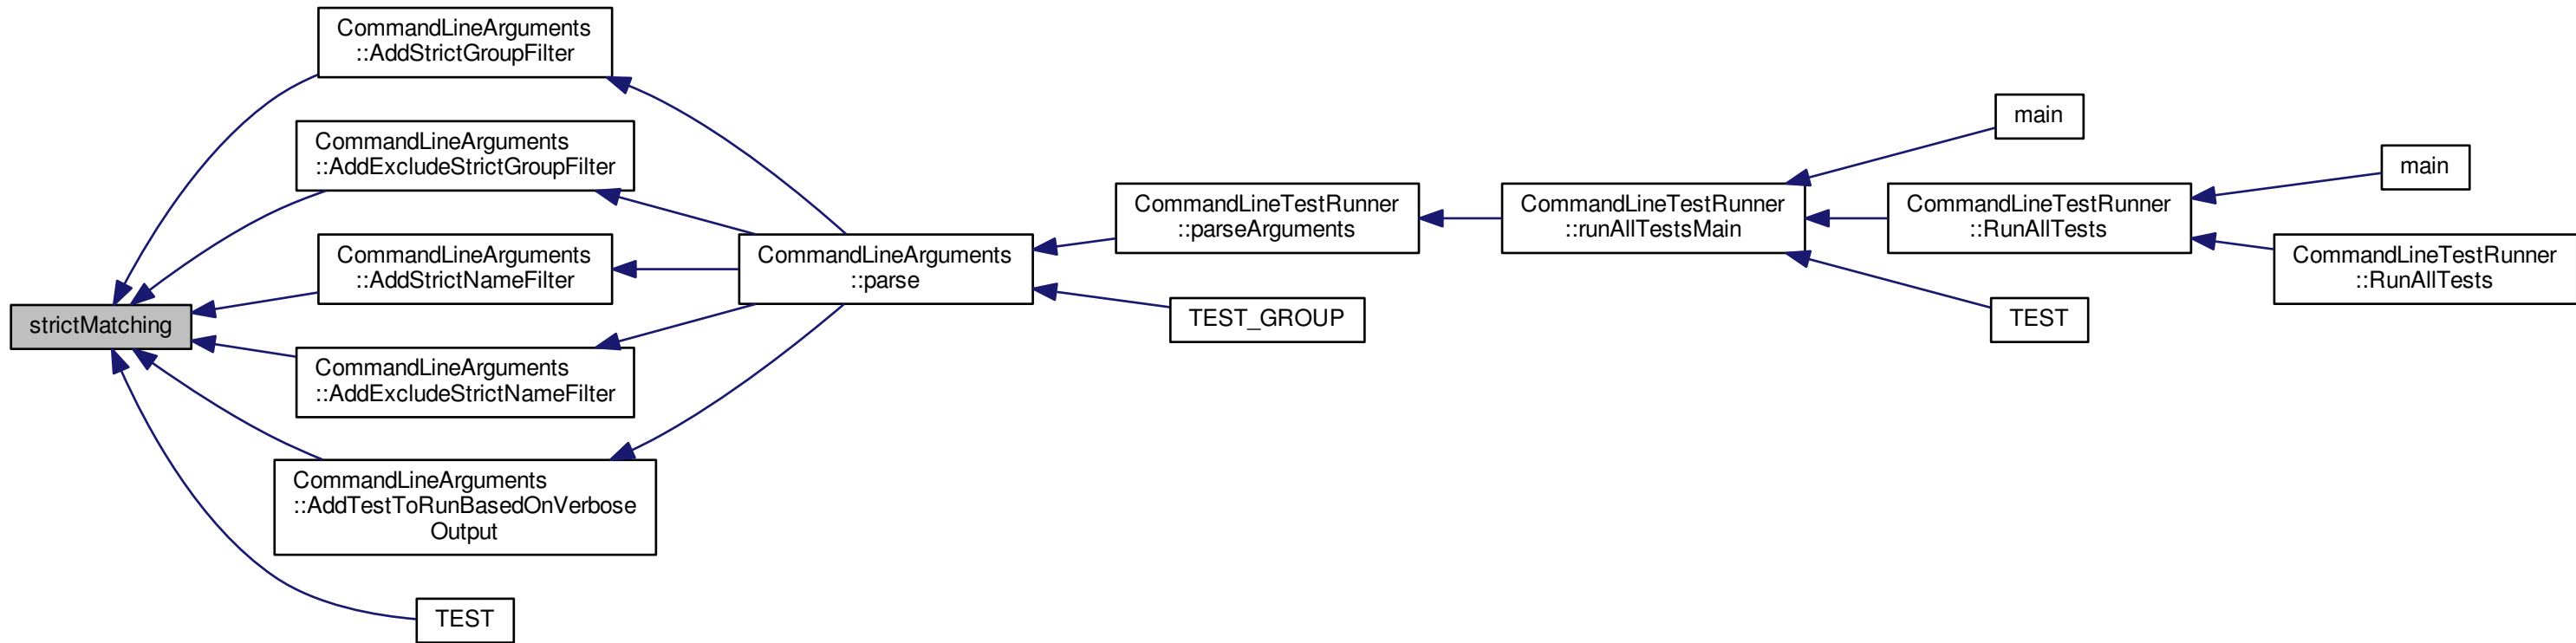 CommandLineArguments
::AddStrictGroupFilter
CommandLineArguments
::AddExcludeStrictGroupFilter
CommandLineArguments
::AddStrictNameFilter
CommandLineArguments
::AddExcludeStrictNameFilter
CommandLineArguments
::AddTestToRunBasedOnVerbose
Output
TEST
strictMatching
CommandLineArguments
::parse
CommandLineTestRunner
::parseArguments
TEST_GROUP
CommandLineTestRunner
::runAllTestsMain
main
CommandLineTestRunner
::RunAllTests
TEST
main
CommandLineTestRunner
::RunAllTests